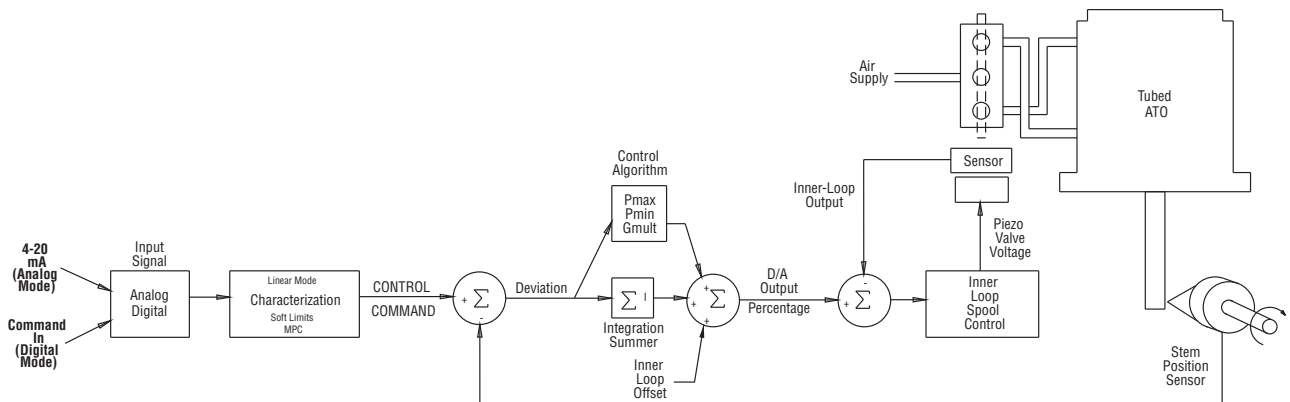 4-20
mA
(Analog
Mode)
Command
In
(Digital
Mode)
Input
Signal
Analog
Digital
Linear Mode
Characterization
Soft Limits
MPC
CONTROL
COMMAND
+
Σ
-
Deviation
Control
Algorithm
Pmax
Pmin
Gmult
Σ I
Integration
Summer
Inner
Loop
Offset
+
+
Σ
+
D/A
Output
Percentage
Inner-Loop
Output
-
+
Σ
Inner
Loop
Spool
Control
Piezo
Valve
Voltage
Sensor
Air
Supply
Tubed
ATO
Stem
Position
Sensor